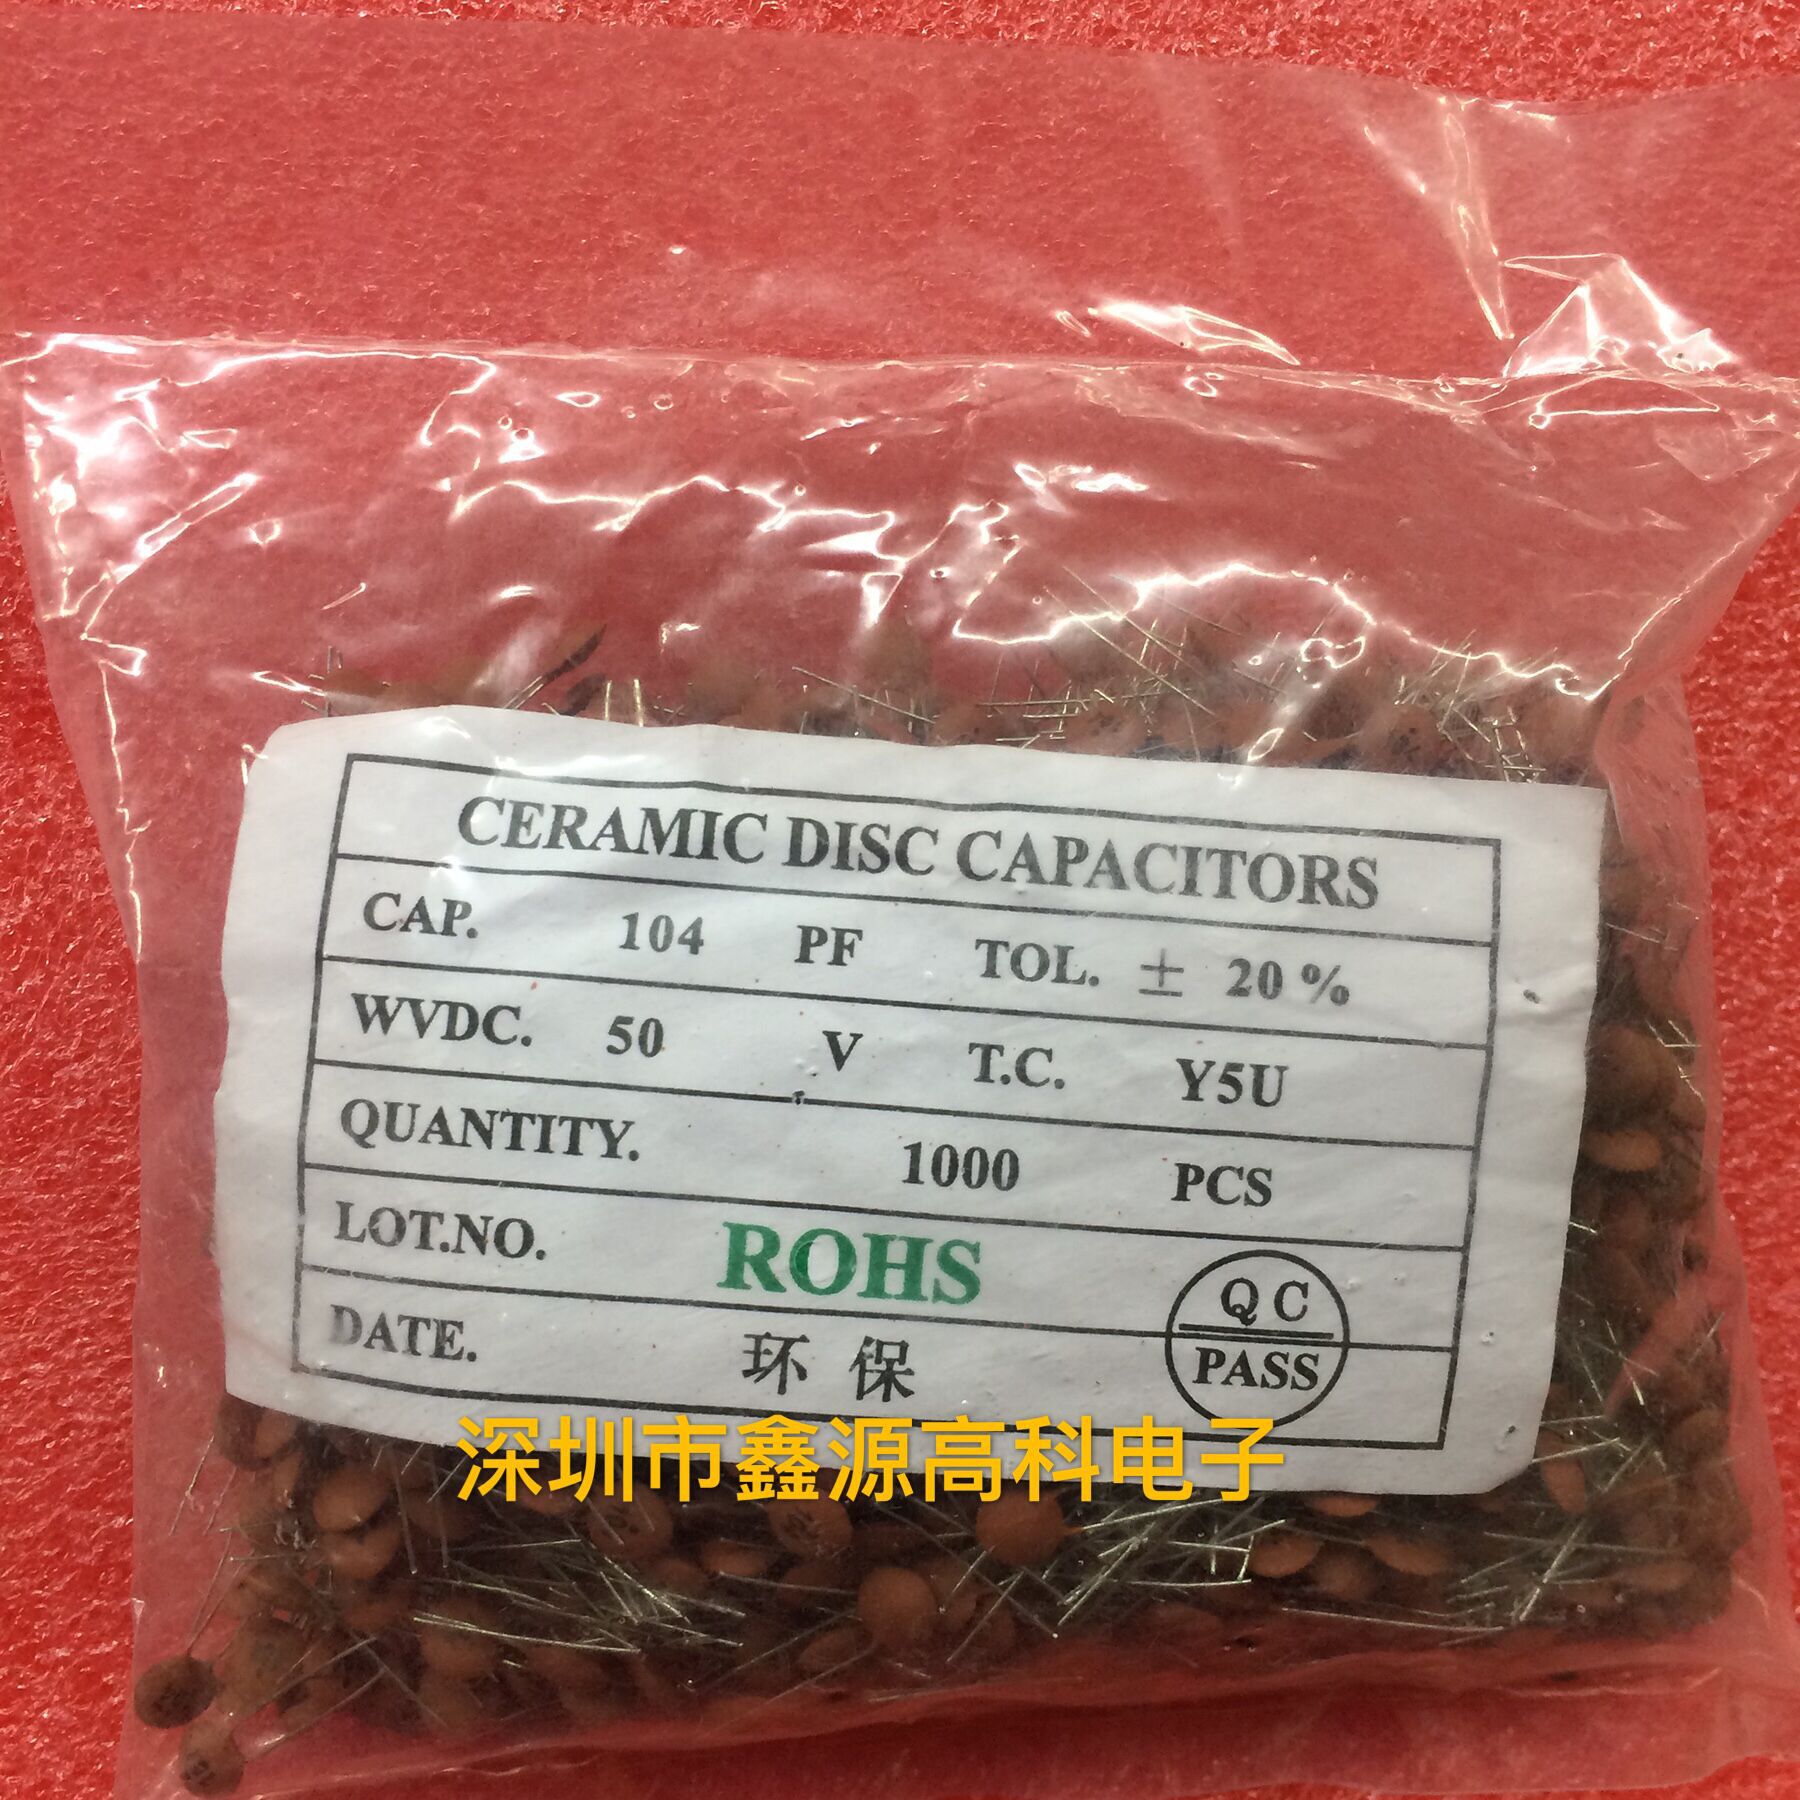 CERAMIC DISC CAPACITORS
CAP. 104 PF TOL. ± 20 %
WVDC. 50 V T.C. Y5U
QUANTITY. 1000 PCS
LOT.NO. ROHS
DATE. 环 保
Q C
PASS
深圳市鑫源高科电子